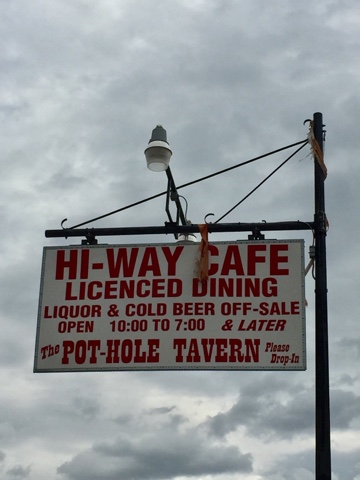 HI-WAY CAFE
LICENCED DINING
LIQUOR & COLD BEER OFF-SALE
OPEN 10:00 TO 7:00 & LATER
The POT-HOLE TAVERN Please Drop-In